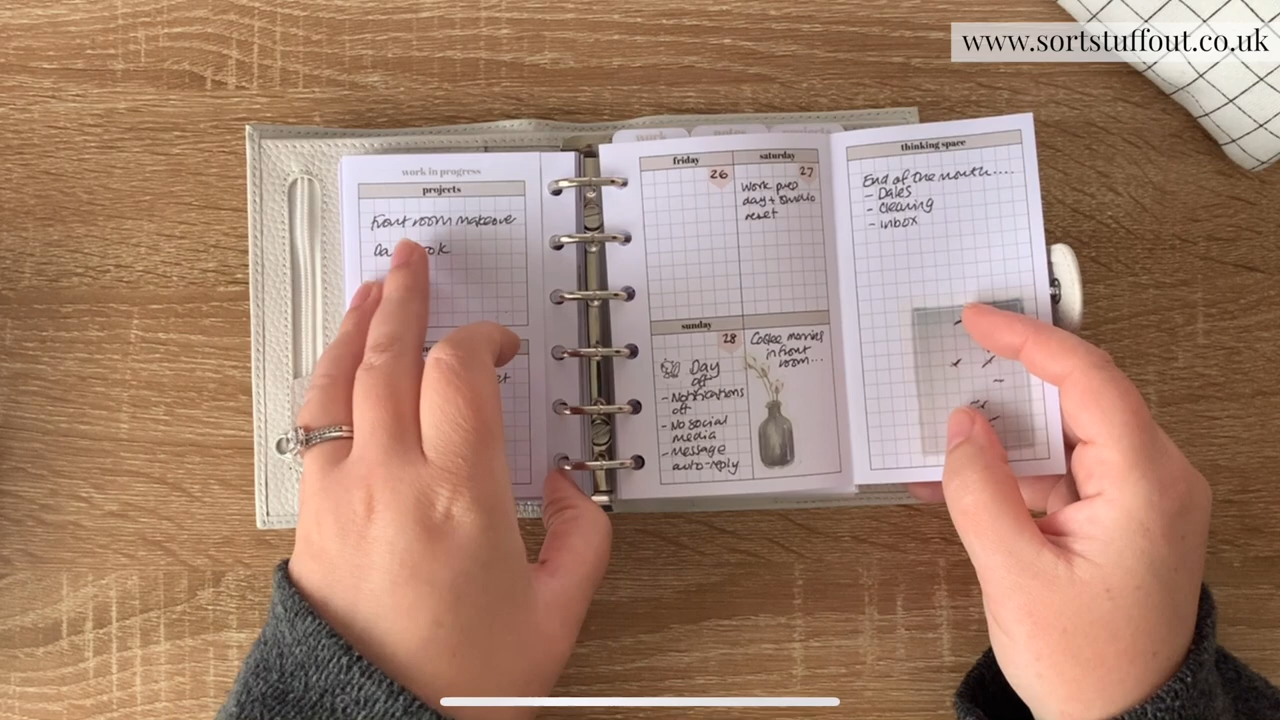 www.sortstuffout.co.uk
work in progress
projects
Front room makeover
friday
26
saturday
27
Work prep
day + studio
reset
sunday
28
Day
off
- Notifications
off
- No social
media
- Message
auto-reply
Coffee mornings
in front
room...
thinking space
End of the month....
- Dales
- Cleaning
- Inbox